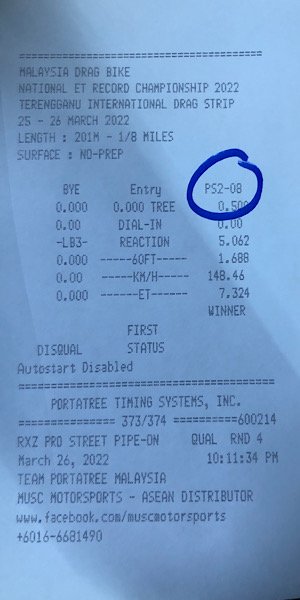 =====================================
MALAYSIA DRAG BIKE
NATIONAL ET RECORD CHAMPIONSHIP 2022
TERENGGANU INTERNATIONAL DRAG STRIP
25 - 26 MARCH 2022
LENGTH : 201M - 1/8 MILES
SURFACE : NO-PREP
BYE Entry PS2-08
0.000 0.000 TREE 0.500
0.00 DIAL-IN 0.00
-LB3- REACTION 5.062
0.000 -----60FT----- 1.688
0.00 -----KM/H----- 148.46
0.000 ------ET------ 7.324
WINNER
FIRST
DISQUAL STATUS
Autostart Disabled
=====================================
PORTATREE TIMING SYSTEMS, INC.
============== 373/374 ==========600214
RXZ PRO STREET PIPE-ON QUAL RND 4
March 26, 2022 10:11:34 PM
TEAM PORTATREE MALAYSIA
MUSC MOTORSPORTS - ASEAN DISTRIBUTOR
www.facebook.com/muscmotorsports
+6016-6681490